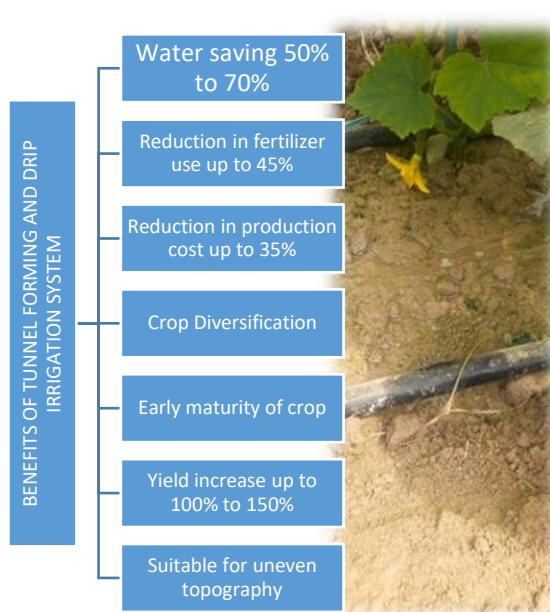 BENEFITS OF TUNNEL FORMING AND DRIP
IRRIGATION SYSTEM
Water saving 50%
to 70%
Reduction in fertilizer
use up to 45%
Reduction in production
cost up to 35%
Crop Diversification
Early maturity of crop
Yield increase up to
100% to 150%
Suitable for uneven
topography